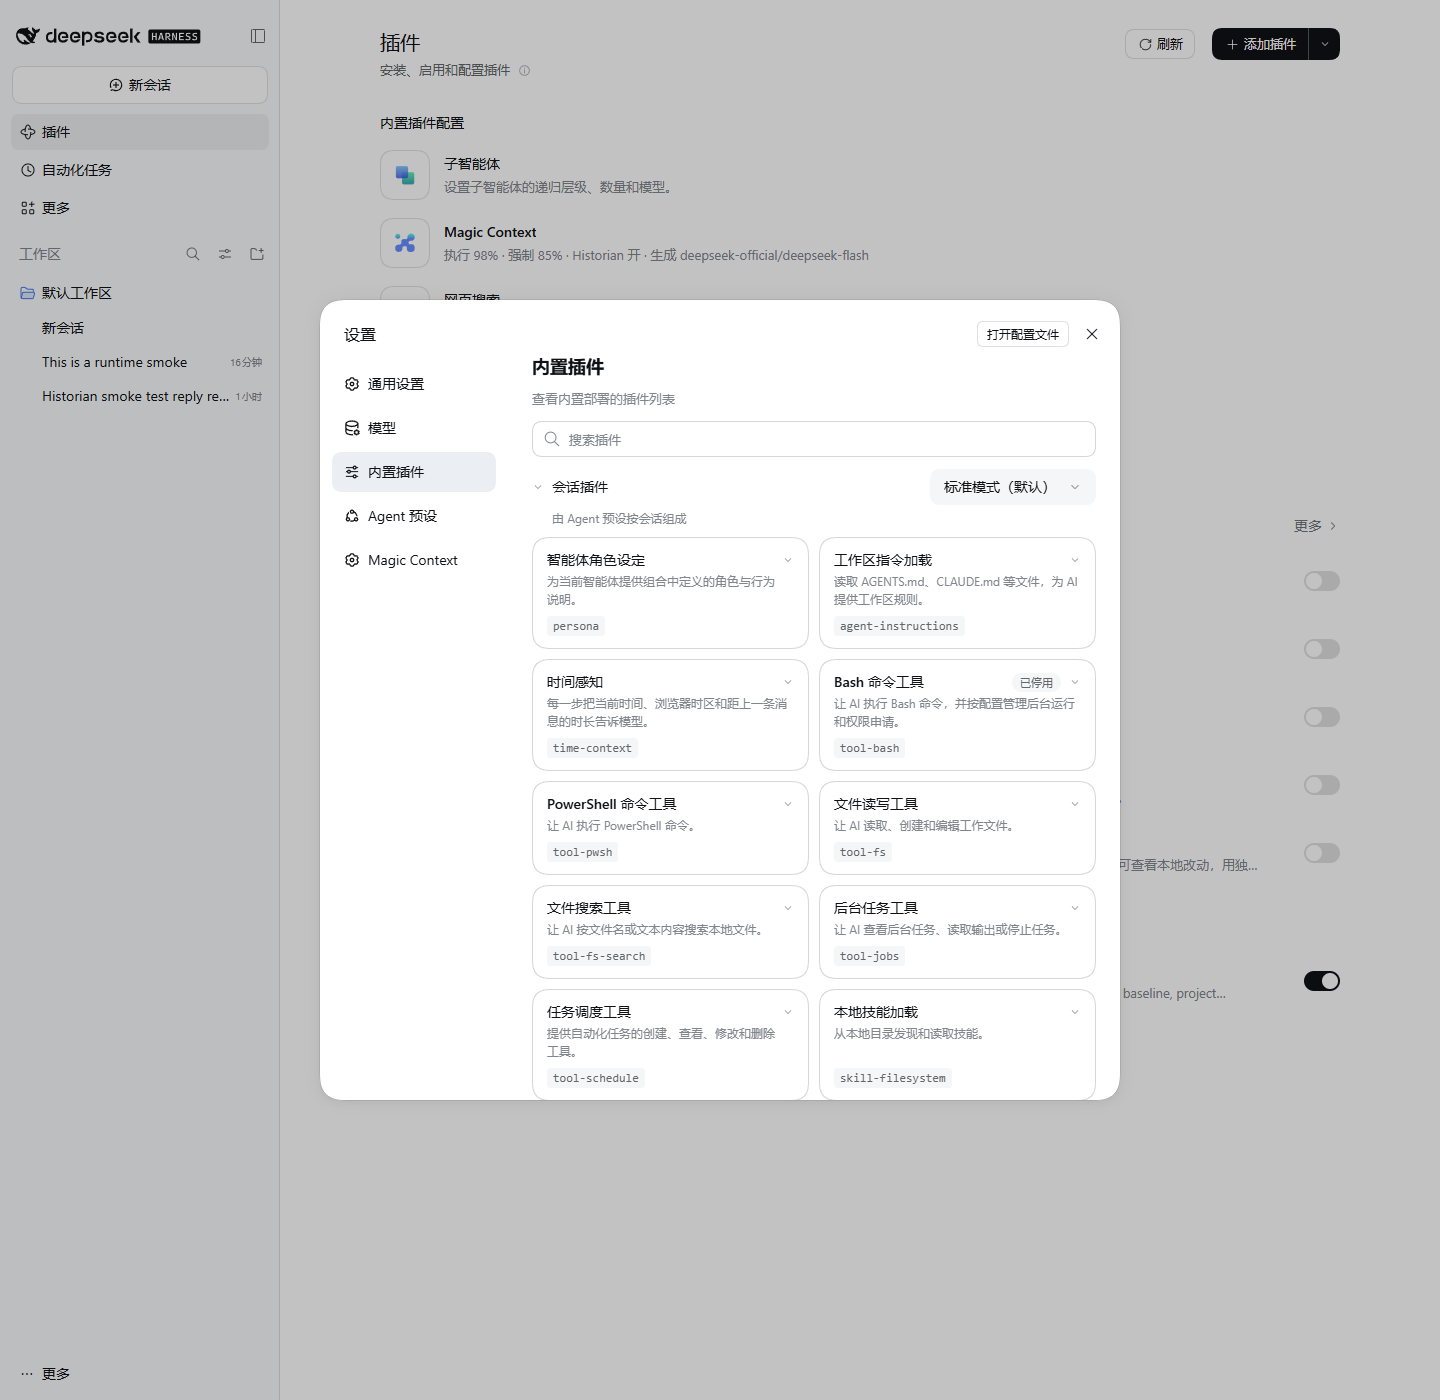 deepseek HARNESS
新会话
插件
自动化任务
更多
工作区
默认工作区
新会话
This is a runtime smoke 16分钟
Historian smoke test reply re... 1小时
更多
插件
安装、启用和配置插件
刷新
添加插件
内置插件配置
子智能体
设置子智能体的递归层级、数量和模型。
Magic Context
执行 98% · 强制 85% · Historian 开 · 生成 deepseek-official/deepseek-flash
网页搜索
更多
可查看本地改动，用独...
baseline, project...
设置
打开配置文件
通用设置
模型
内置插件
Agent 预设
Magic Context
内置插件
查看内置部署的插件列表
搜索插件
会话插件
标准模式（默认）
由 Agent 预设按会话组成
智能体角色设定
为当前智能体提供组合中定义的角色与行为
说明。
persona
工作区指令加载
读取 AGENTS.md、CLAUDE.md 等文件，为 AI
提供工作区规则。
agent-instructions
时间感知
每一步把当前时间、浏览器时区和距上一条消
息的时长告诉模型。
time-context
Bash 命令工具 已停用
让 AI 执行 Bash 命令，并按配置管理后台运行
和权限申请。
tool-bash
PowerShell 命令工具
让 AI 执行 PowerShell 命令。
tool-pwsh
文件读写工具
让 AI 读取、创建和编辑工作文件。
tool-fs
文件搜索工具
让 AI 按文件名或文本内容搜索本地文件。
tool-fs-search
后台任务工具
让 AI 查看后台任务、读取输出或停止任务。
tool-jobs
任务调度工具
提供自动化任务的创建、查看、修改和删除
工具。
tool-schedule
本地技能加载
从本地目录发现和读取技能。
skill-filesystem